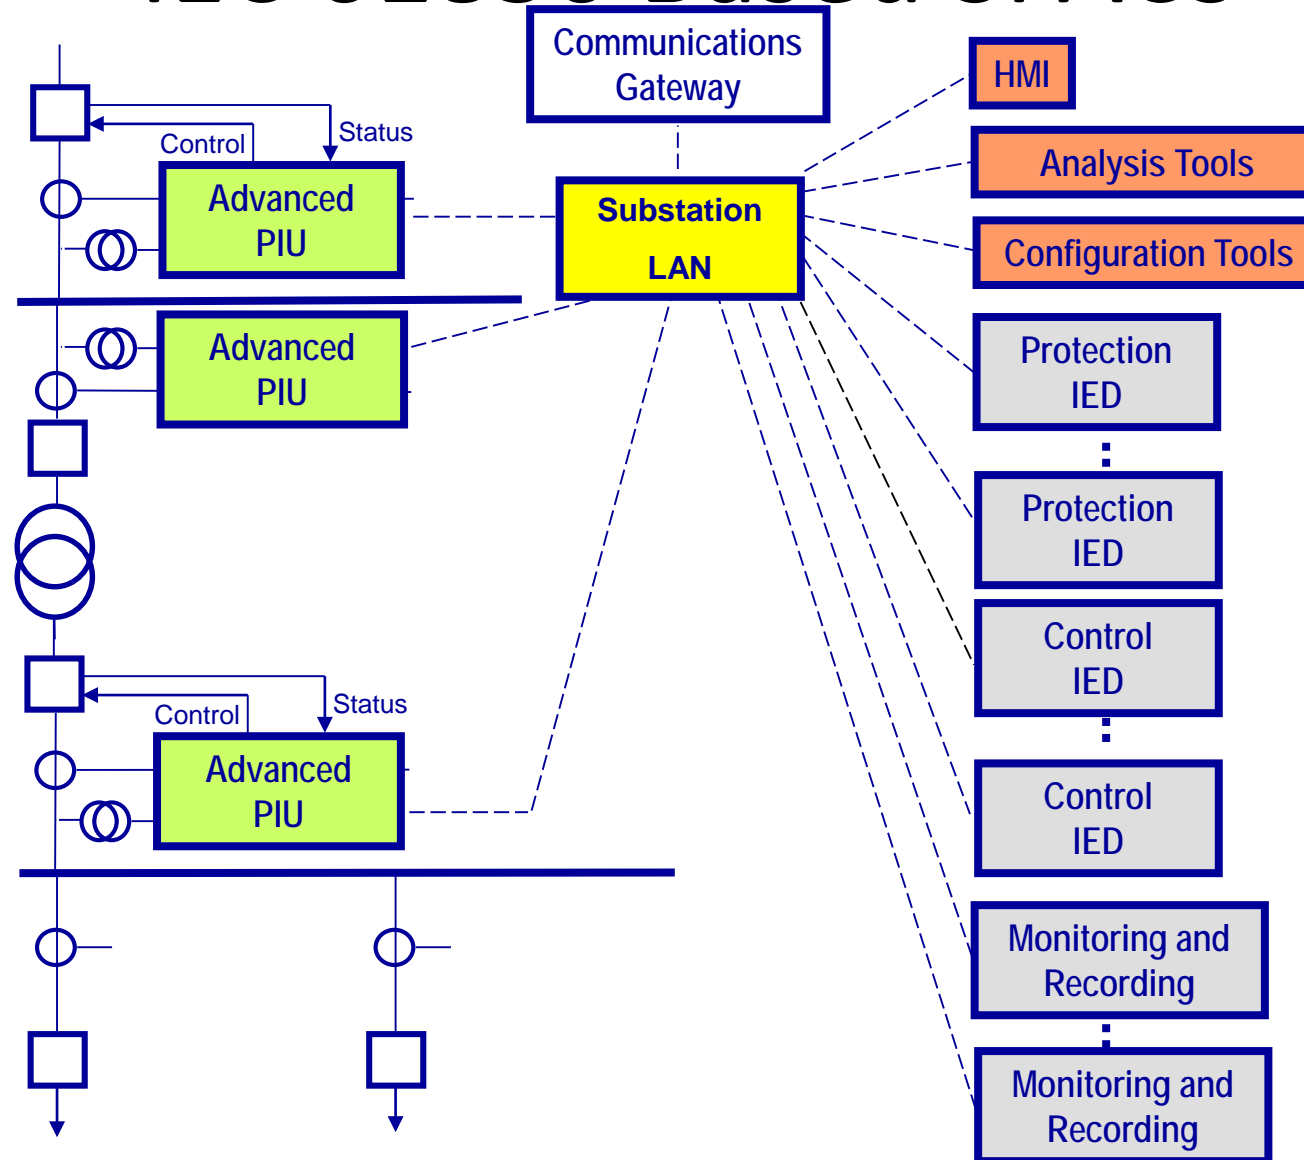 Communications
Gateway
HMI
Control
Status
Analysis Tools
Advanced
PIU
Substation
LAN
Configuration Tools
Advanced
PIU
Protection
IED
Protection
IED
Control
IED
Control
Status
Advanced
PIU
Control
IED
Monitoring and
Recording
Monitoring and
Recording